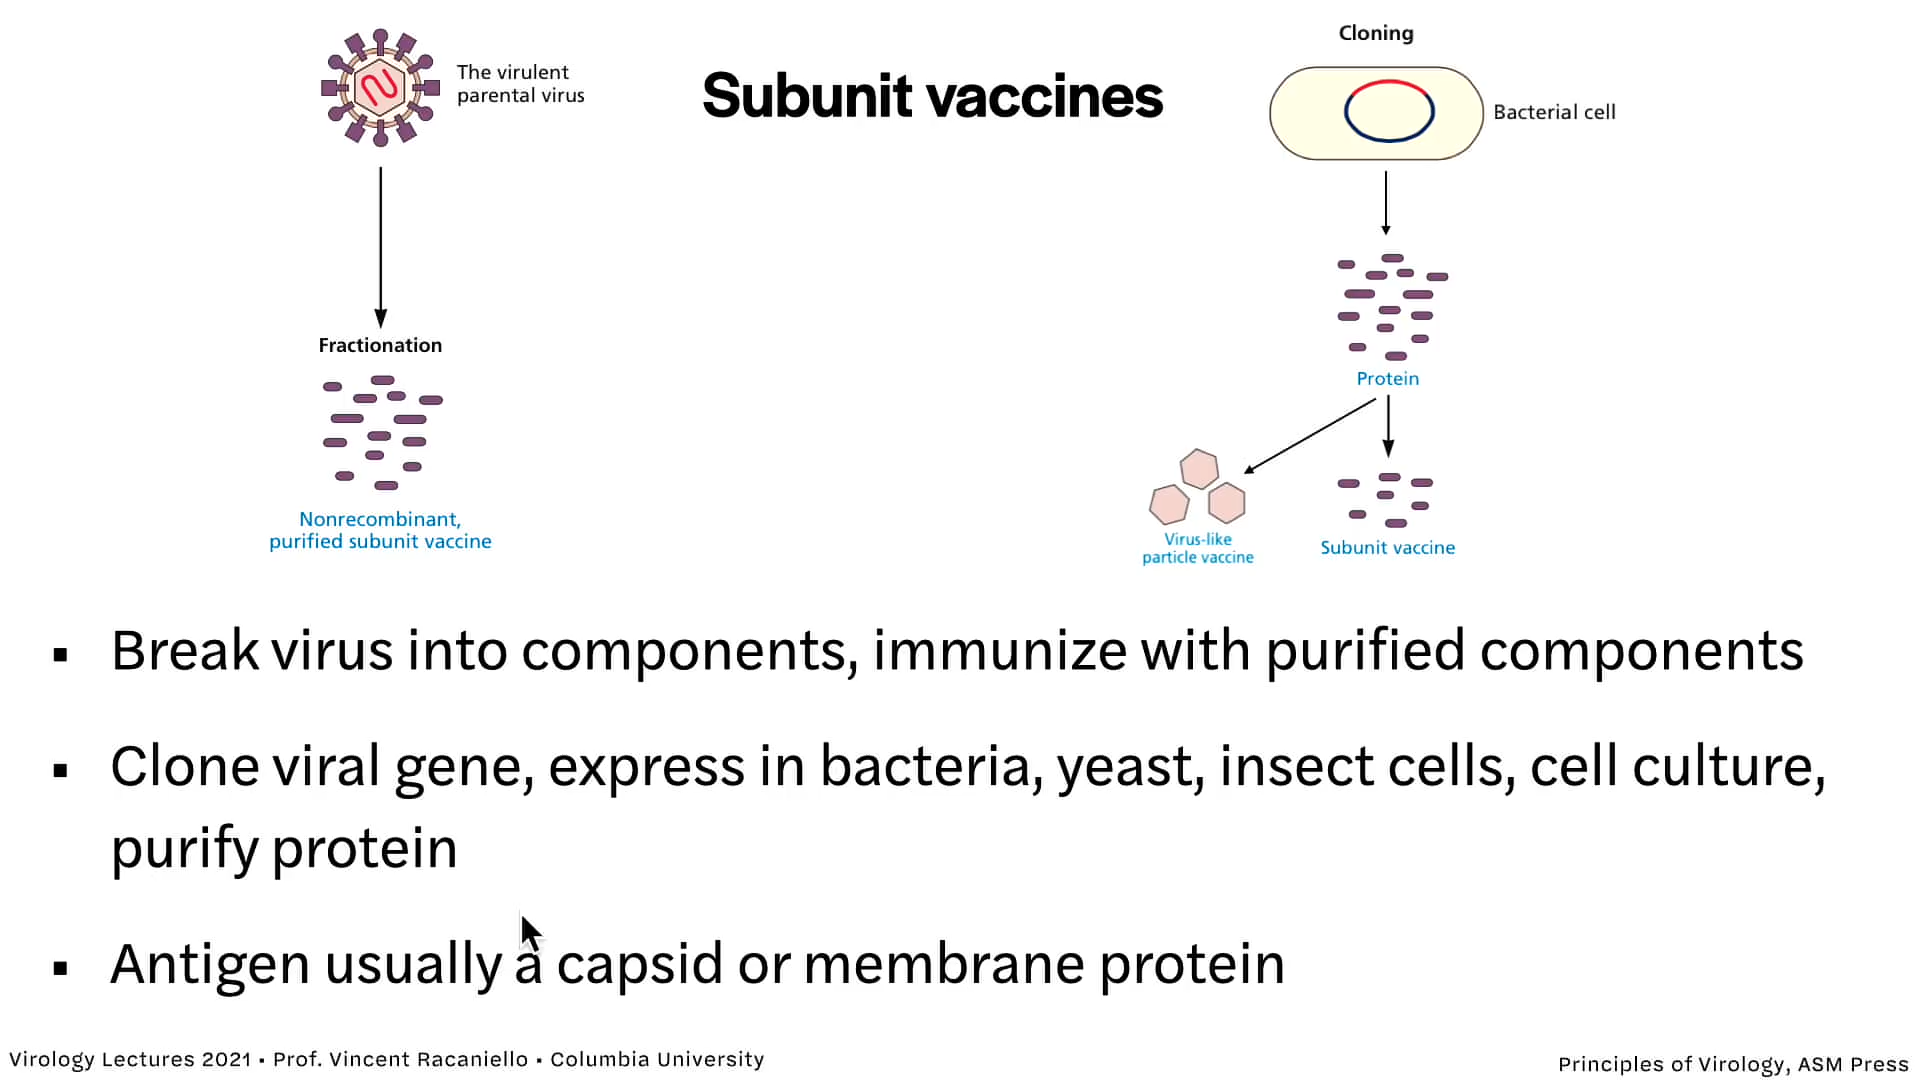 The virulent
parental virus
Subunit vaccines
Cloning
Bacterial cell
Fractionation
Protein
Nonrecombinant,
purified subunit vaccine
Virus-like
particle vaccine
Subunit vaccine
▪ Break virus into components, immunize with purified components
▪ Clone viral gene, express in bacteria, yeast, insect cells, cell culture,
purify protein
▪ Antigen usually a capsid or membrane protein
Virology Lectures 2021 • Prof. Vincent Racaniello • Columbia University
Principles of Virology, ASM Press